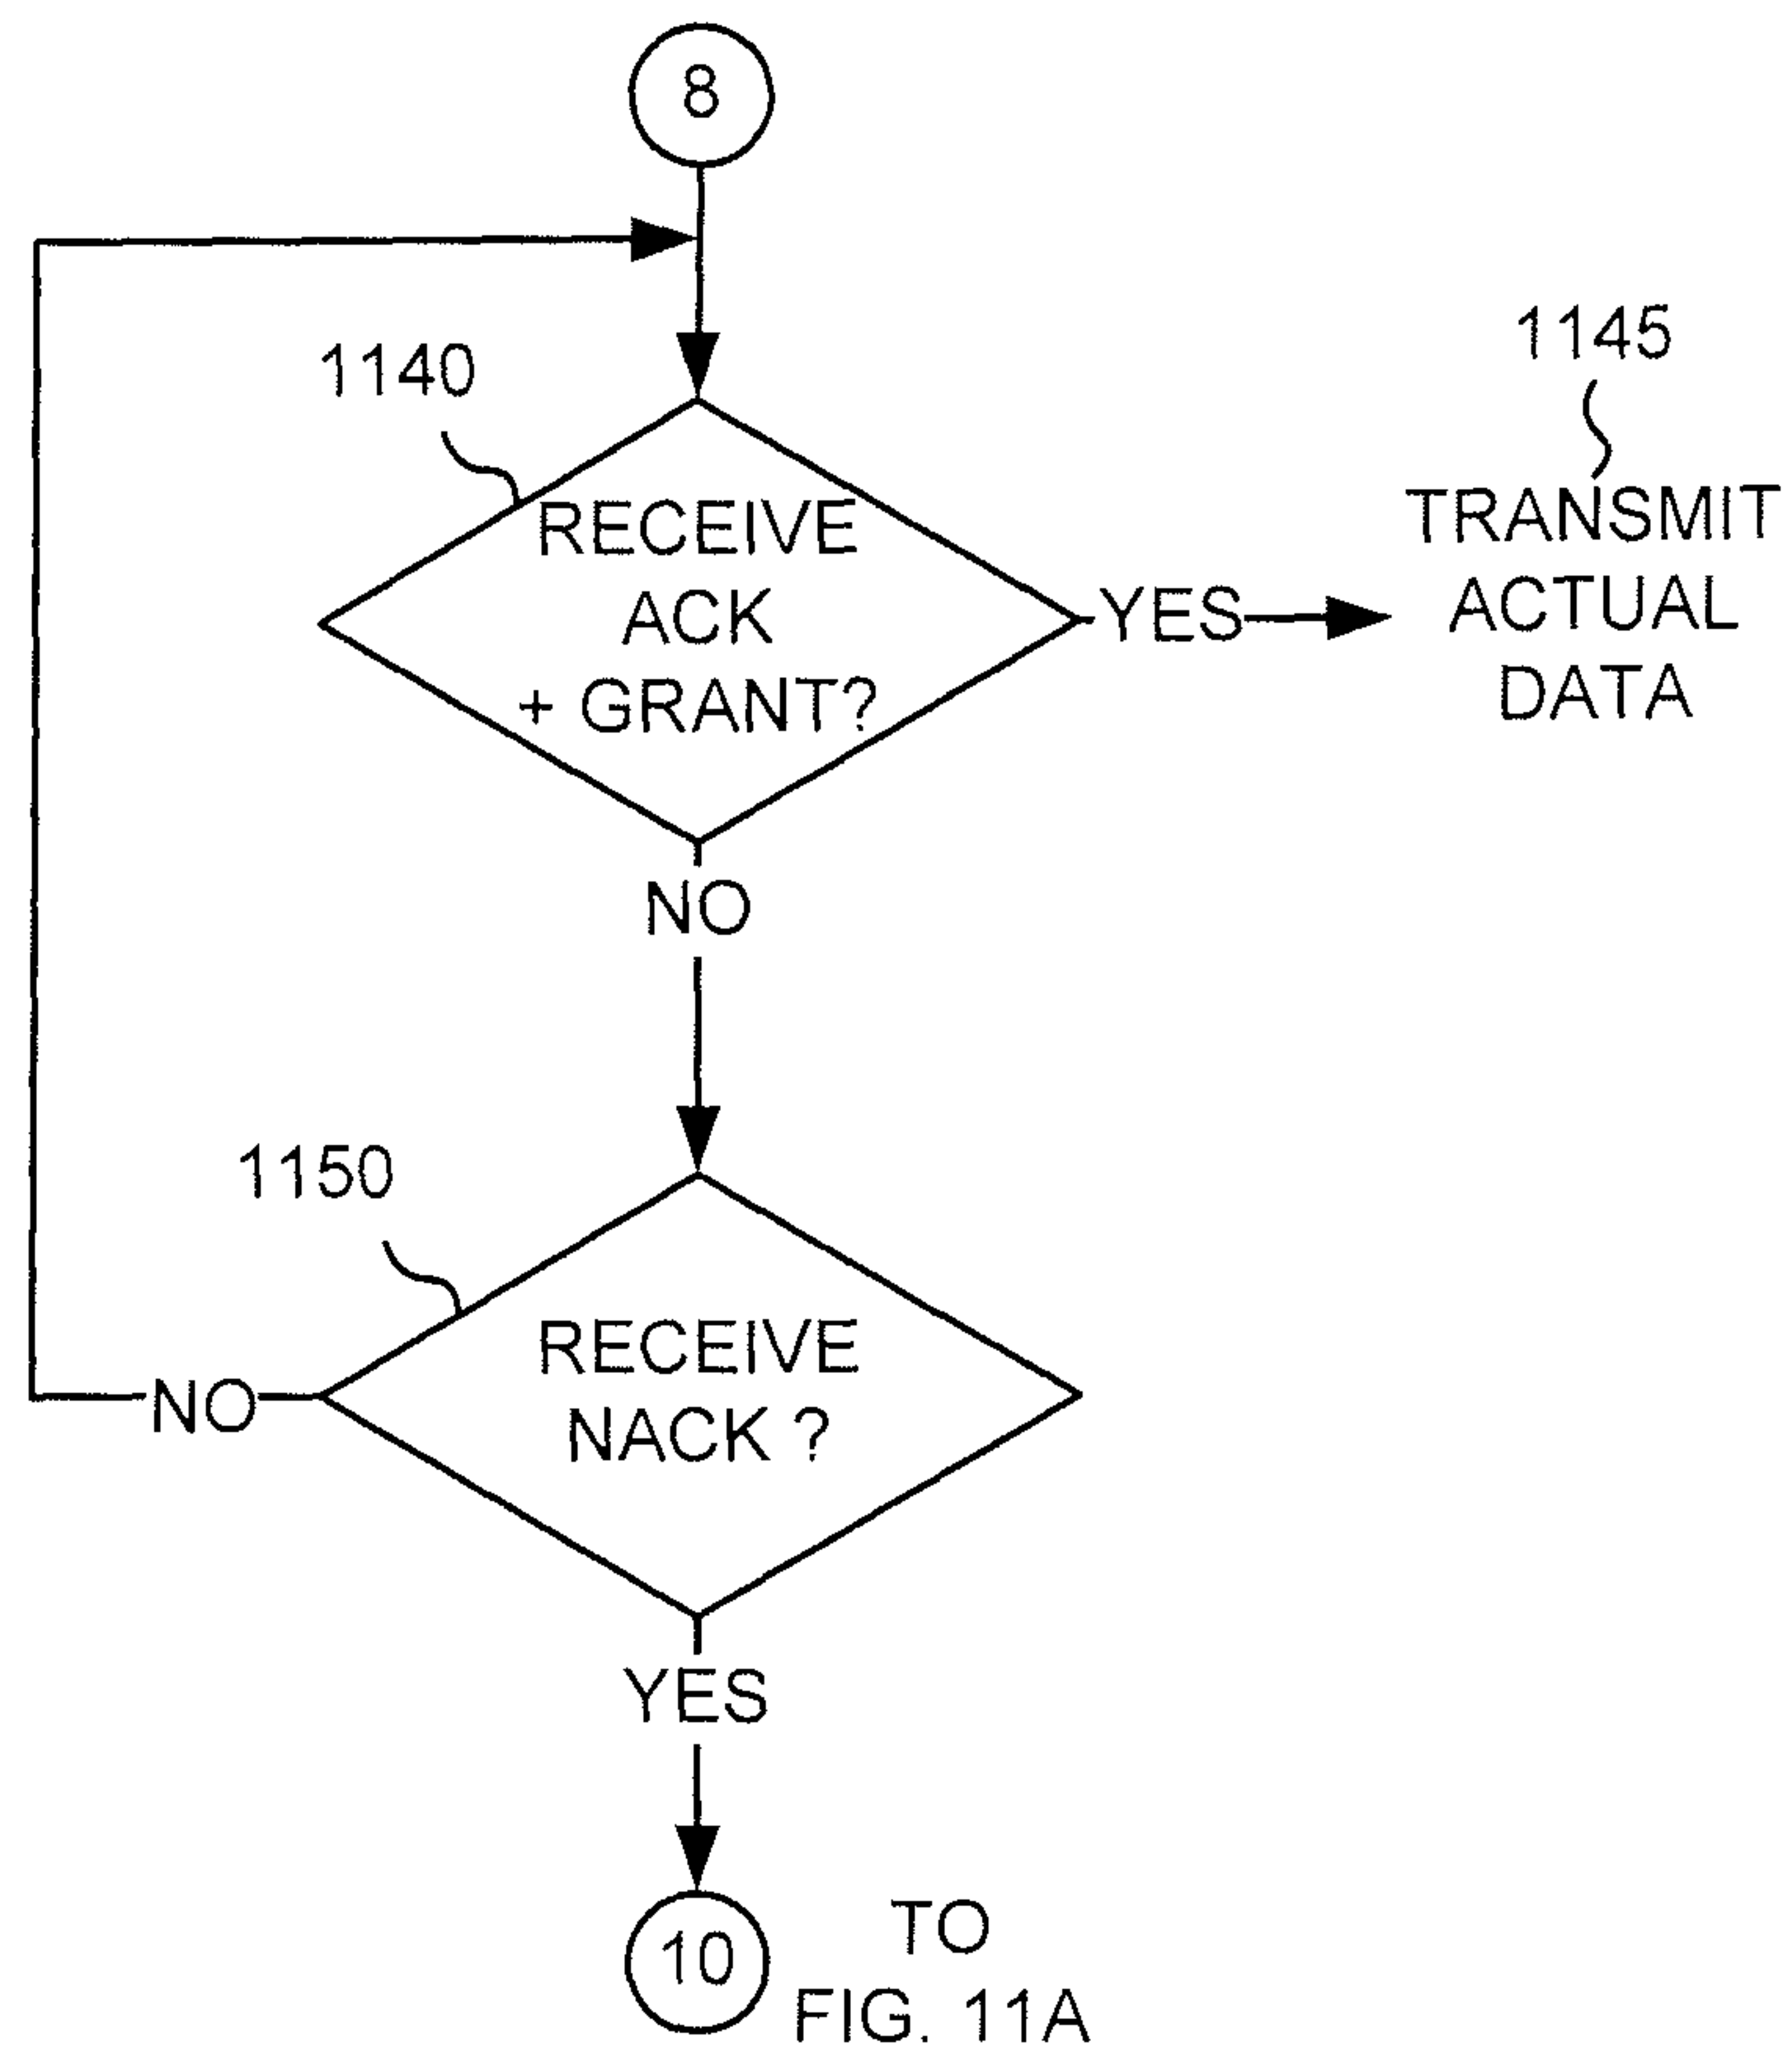 8
1140
1145
RECEIVE
ACK
+ GRANT?
YES
TRANSMIT
ACTUAL
DATA
NO
1150
RECEIVE
NACK ?
NO
YES
10
TO
FIG. 11A